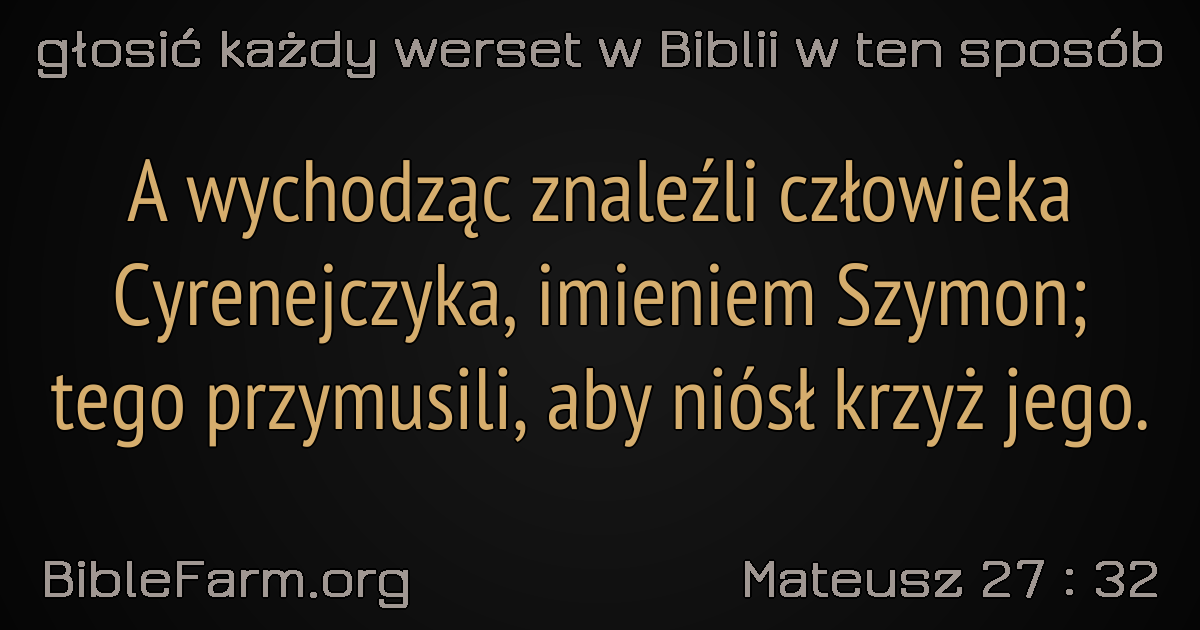 głosić każdy werset w Biblii w ten sposób
A wychodząc znaleźli człowieka
Cyrenejczyka, imieniem Szymon;
tego przymusili, aby niósł krzyż jego.
BibleFarm.org
Mateusz 27 : 32